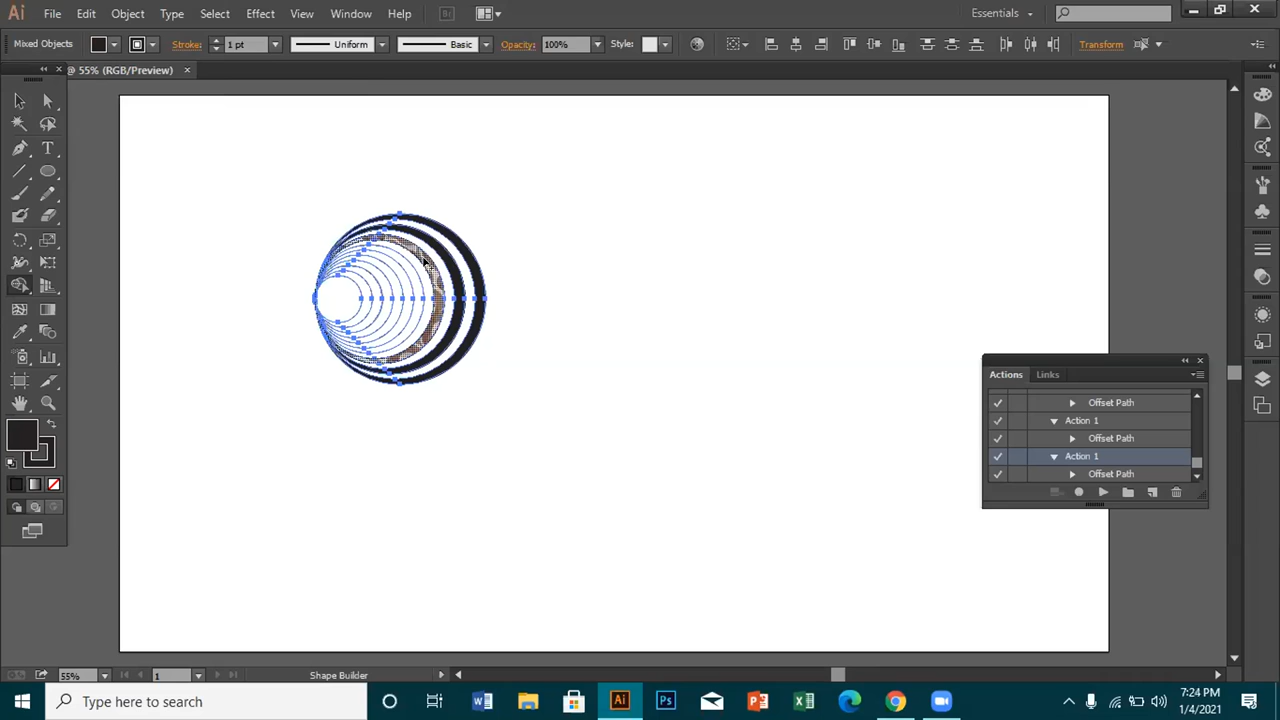 Ai File Edit Object Type Select Effect View Window Help Br Essentials
Mixed Objects Stroke: 1 pt Uniform Basic Opacity: 100% Style: Transform
@ 55% (RGB/Preview)
Actions Links
Offset Path
Action 1
Offset Path
Action 1
Offset Path
55% 1 Shape Builder
Type here to search
7:24 PM
1/4/2021